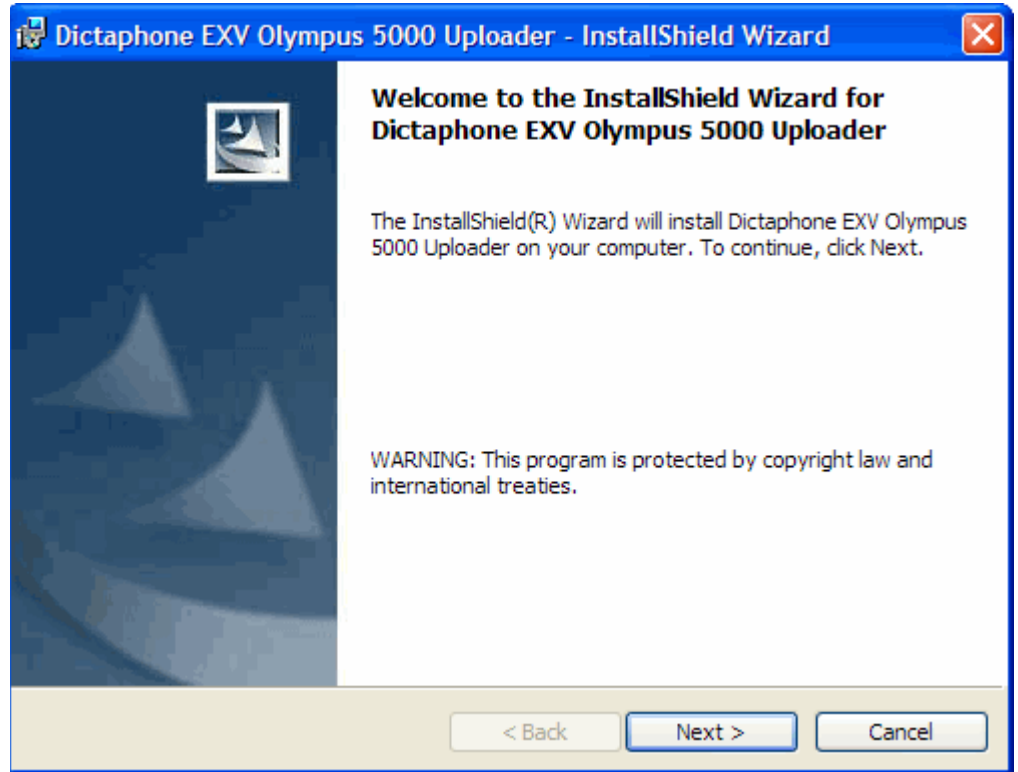 Dictaphone EXV Olympus 5000 Uploader - InstallShield Wizard
Welcome to the InstallShield Wizard for
Dictaphone EXV Olympus 5000 Uploader
The InstallShield(R) Wizard will install Dictaphone EXV Olympus
5000 Uploader on your computer. To continue, click Next.
WARNING: This program is protected by copyright law and
international treaties.
< Back
Next >
Cancel